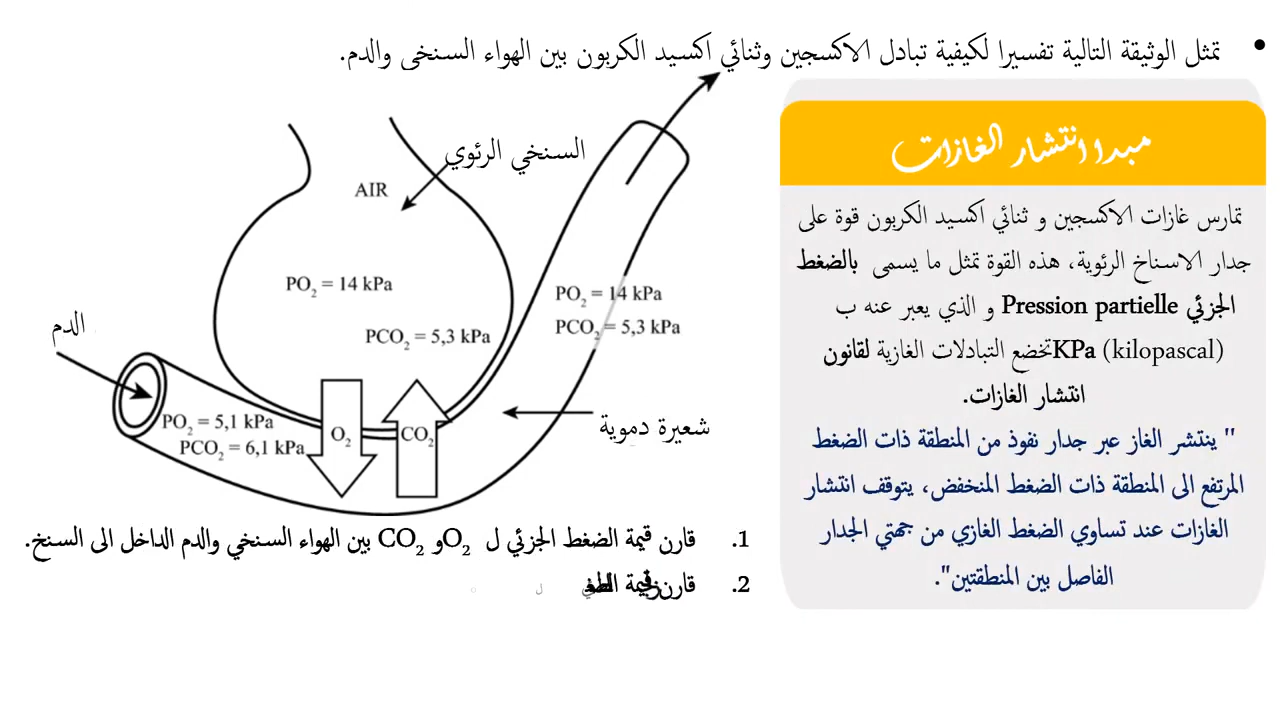 • تمثل الوثيقة التالية تفسيرا لكيفية تبادل الاكسجين وثنائي اكسيد الكربون بين الهواء السنخى والدم.
مبدا انتشار الغازات
تمارس غازات الاكسجين و ثنائي اكسيد الكربون قوة على
جدار الاسناخ الرئوية، هذه القوة تمثل ما يسمى بالضغط
الجزئي Pression partielle و الذي يعبر عنه ب
KPa (kilopascal)تخضع التبادلات الغازية لقانون
انتشار الغازات.
" ينتشر الغاز عبر جدار نفوذ من المنطقة ذات الضغط
المرتفع الى المنطقة ذات الضغط المنخفض، يتوقف انتشار
الغازات عند تساوي الضغط الغازي من جهتي الجدار
الفاصل بين المنطقتين".
السنخي الرئوي
AIR
PO₂ = 14 kPa
PCO₂ = 5,3 kPa
PO₂ = 14 kPa
PCO₂ = 5,3 kPa
الدم
PO₂ = 5,1 kPa
PCO₂ = 6,1 kPa
O₂
CO₂
شعيرة دموية
1. قارن قيمة الضغط الجزئي ل O₂ و CO₂ بين الهواء السنخي والدم الداخل الى السنخ.
2. قارن